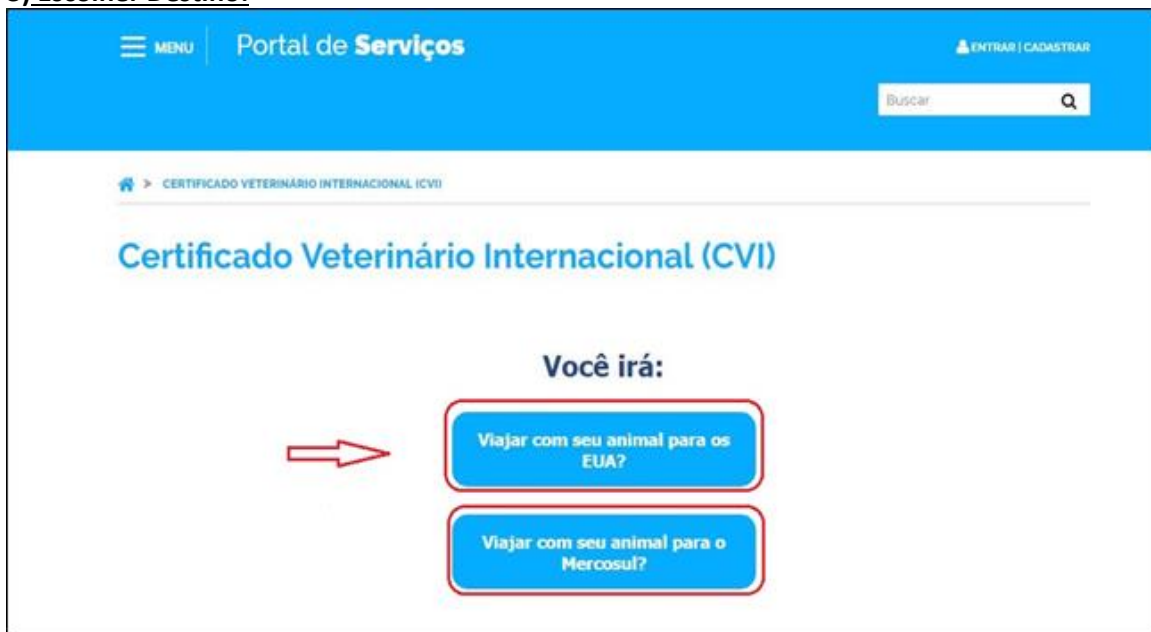 MENU Portal de Serviços
ENTRAR | CADASTRAR
Buscar
> CERTIFICADO VETERINÁRIO INTERNACIONAL (CVI)
Certificado Veterinário Internacional (CVI)
Você irá:
Viajar com seu animal para os
EUA?
Viajar com seu animal para o
Mercosul?